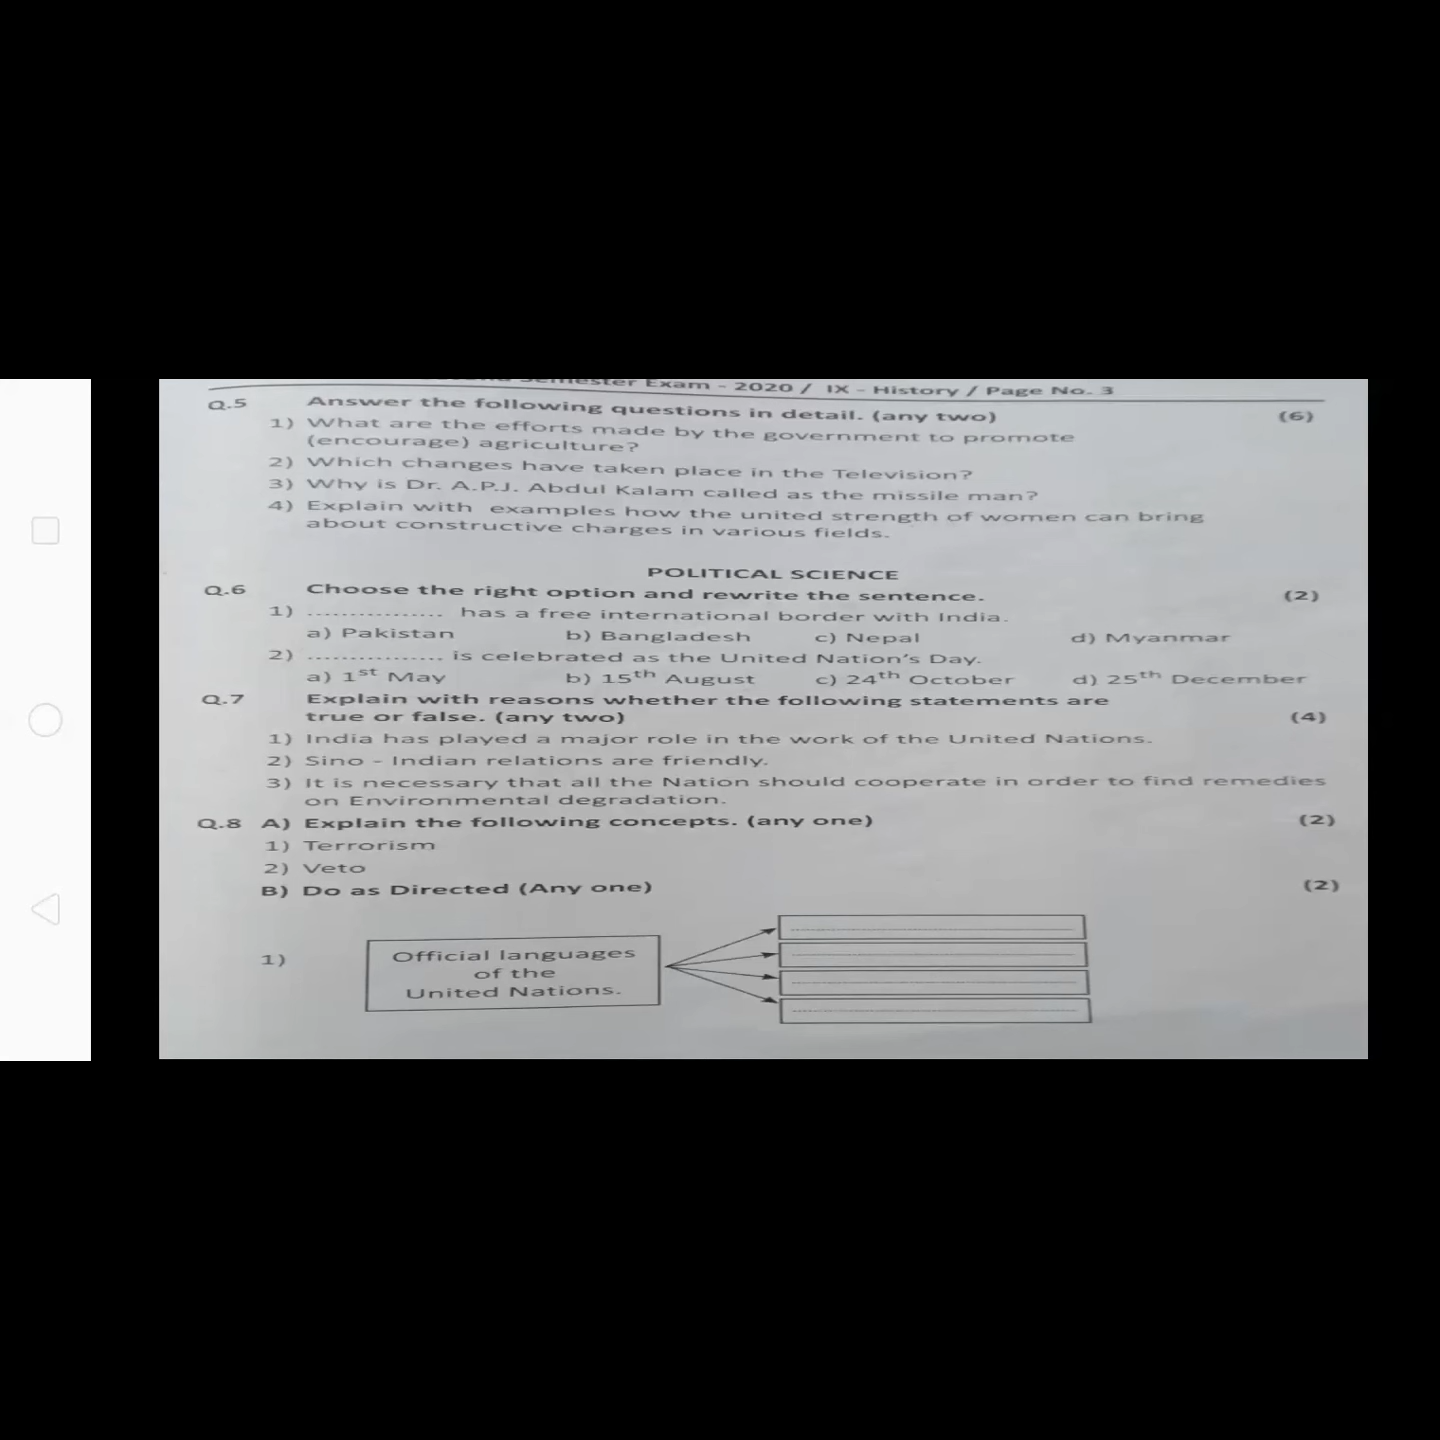 Semester Exam - 2020 / IX - History / Page No. 3
Q.5 Answer the following questions in detail. (any two) (6)
1) What are the efforts made by the government to promote
(encourage) agriculture?
2) Which changes have taken place in the Television?
3) Why is Dr. A.P.J. Abdul Kalam called as the missile man?
4) Explain with examples how the united strength of women can bring
about constructive charges in various fields.
POLITICAL SCIENCE
Q.6 Choose the right option and rewrite the sentence. (2)
1) ................ has a free international border with India.
a) Pakistan b) Bangladesh c) Nepal d) Myanmar
2) ................ is celebrated as the United Nation's Day.
a) 1st May b) 15th August c) 24th October d) 25th December
Q.7 Explain with reasons whether the following statements are
true or false. (any two) (4)
1) India has played a major role in the work of the United Nations.
2) Sino - Indian relations are friendly.
3) It is necessary that all the Nation should cooperate in order to find remedies
on Environmental degradation.
Q.8 A) Explain the following concepts. (any one) (2)
1) Terrorism
2) Veto
B) Do as Directed (Any one) (2)
1) Official languages
of the
United Nations.